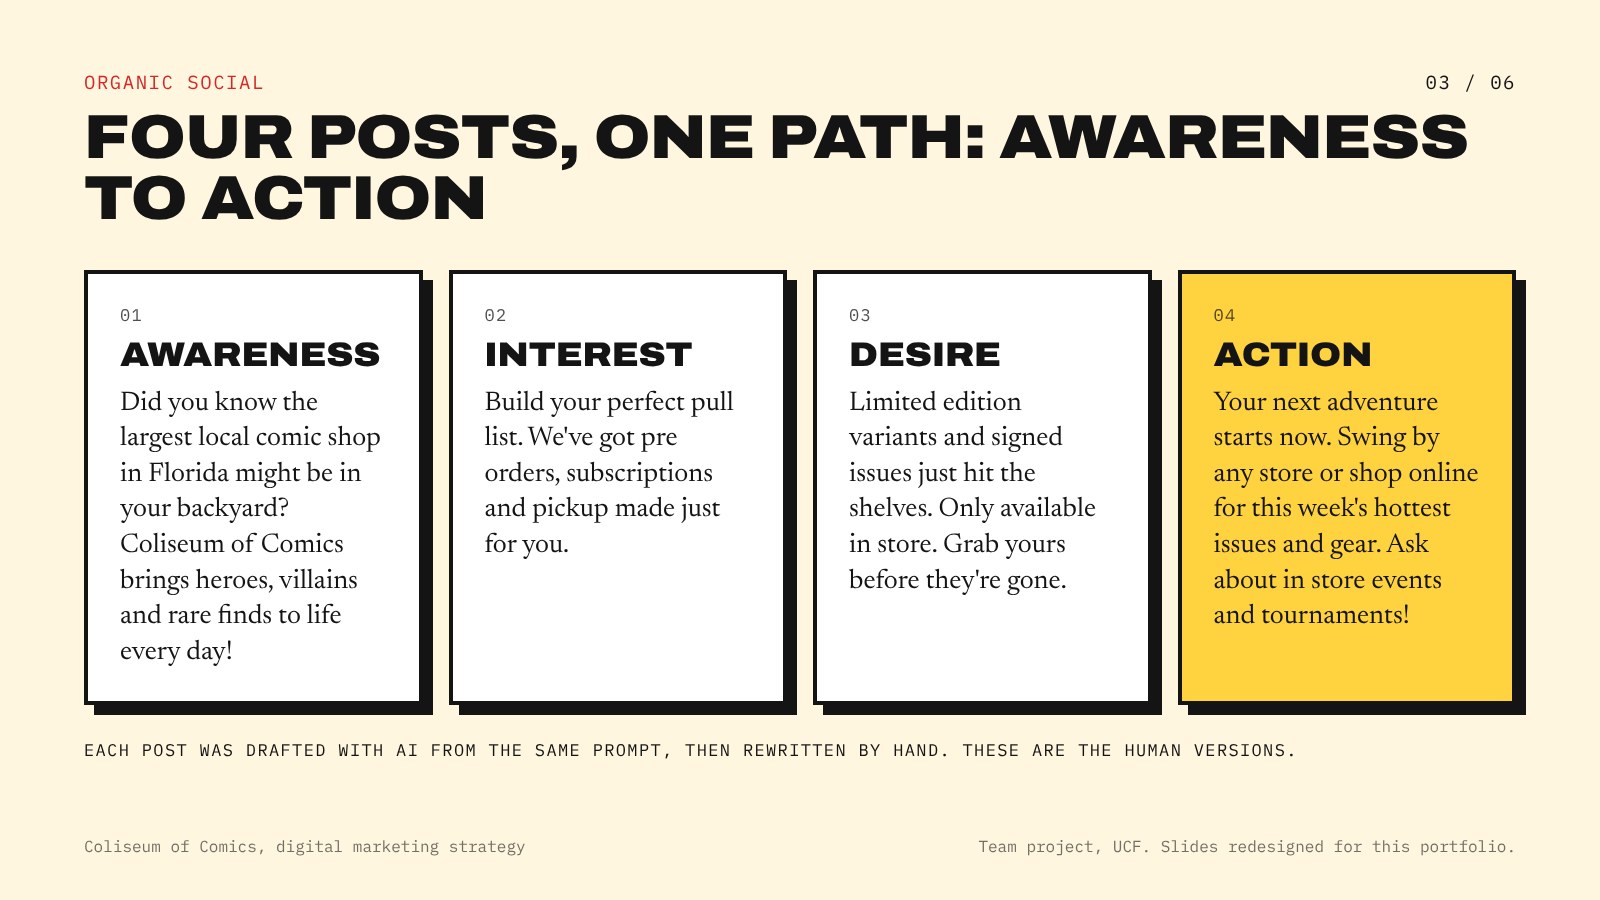 ORGANIC SOCIAL
03 / 06
FOUR POSTS, ONE PATH: AWARENESS
TO ACTION
01
AWARENESS
Did you know the
largest local comic shop
in Florida might be in
your backyard?
Coliseum of Comics
brings heroes, villains
and rare finds to life
every day!
02
INTEREST
Build your perfect pull
list. We've got pre
orders, subscriptions
and pickup made just
for you.
03
DESIRE
Limited edition
variants and signed
issues just hit the
shelves. Only available
in store. Grab yours
before they're gone.
04
ACTION
Your next adventure
starts now. Swing by
any store or shop online
for this week's hottest
issues and gear. Ask
about in store events
and tournaments!
EACH POST WAS DRAFTED WITH AI FROM THE SAME PROMPT, THEN REWRITTEN BY HAND. THESE ARE THE HUMAN VERSIONS.
Coliseum of Comics, digital marketing strategy
Team project, UCF. Slides redesigned for this portfolio.